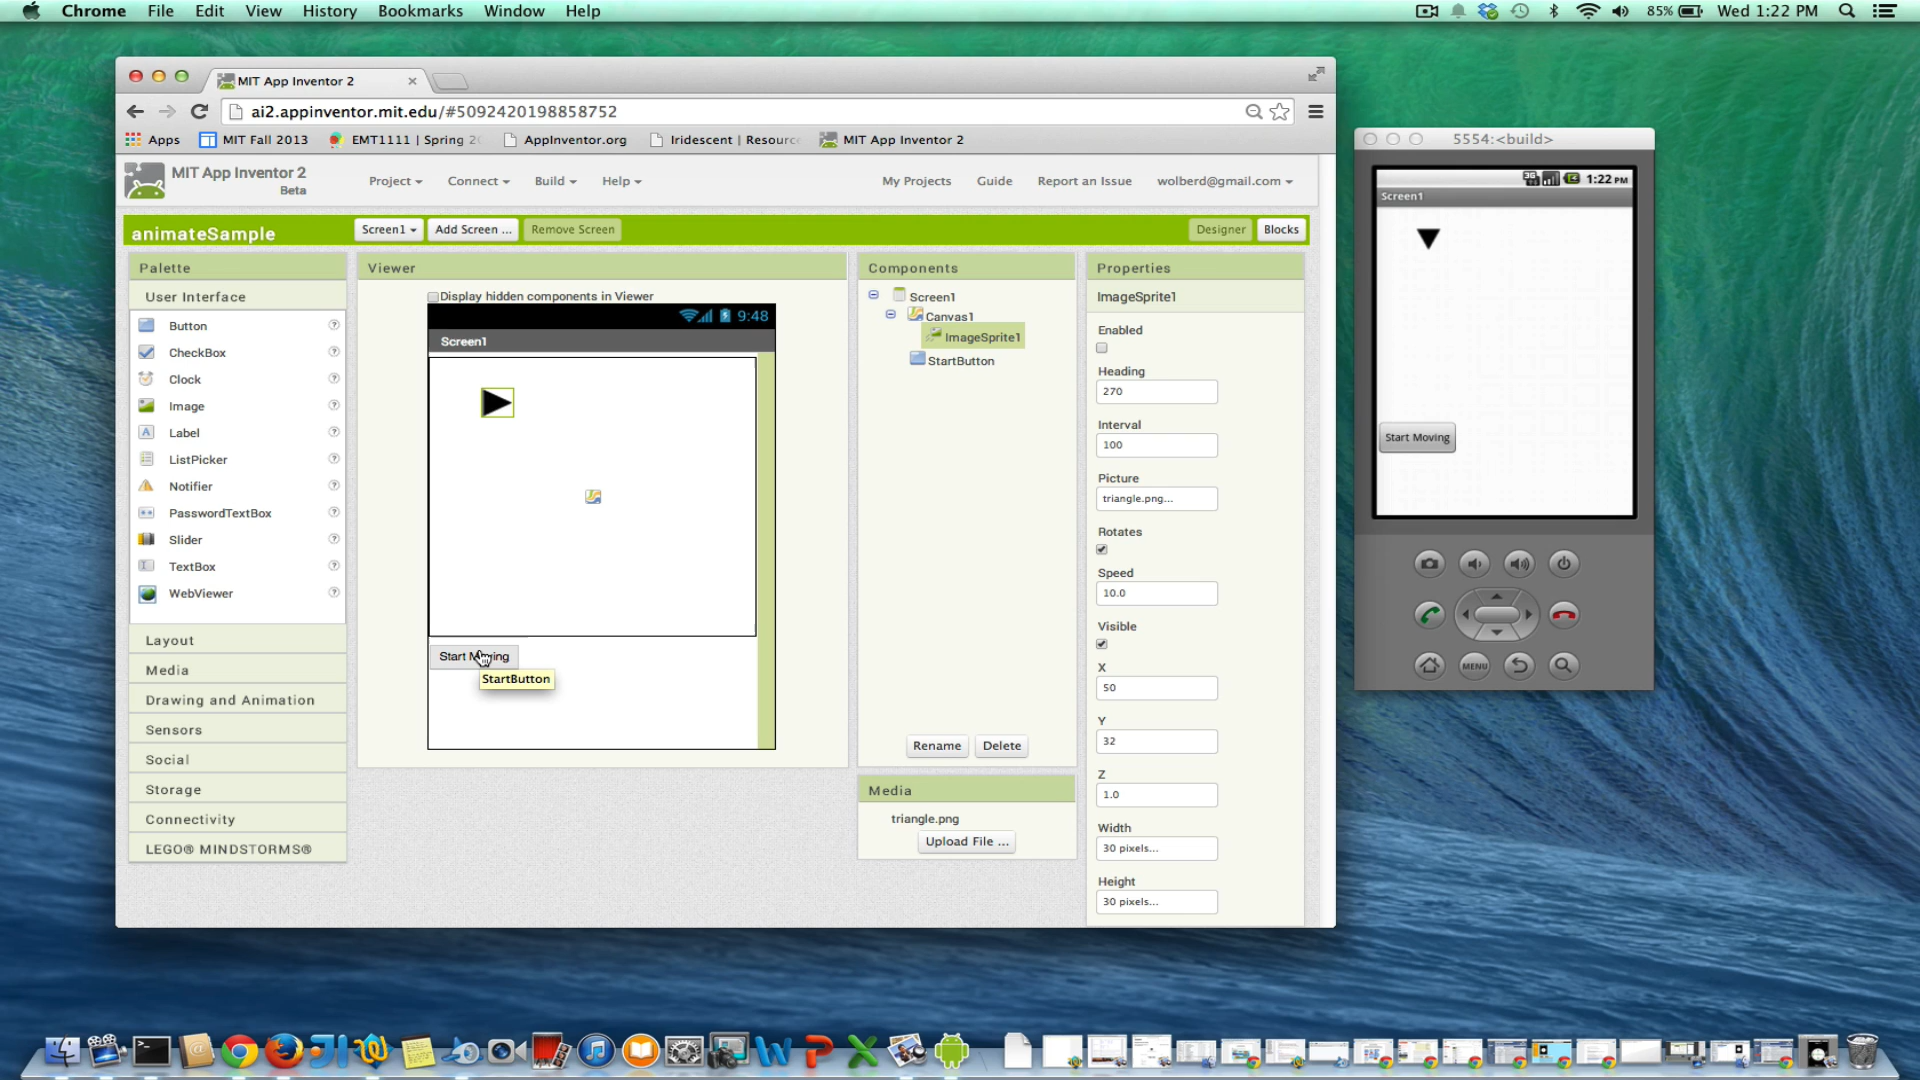 Chrome File Edit View History Bookmarks Window Help
85% Wed 1:22 PM
MIT App Inventor 2
ai2.appinventor.mit.edu/#5092420198858752
Apps MIT Fall 2013 EMT1111 | Spring AppInventor.org Iridescent | Resourc MIT App Inventor 2
MIT App Inventor 2
Beta
Project Connect Build Help
My Projects Guide Report an Issue wolberd@gmail.com
animateSample
Screen1 Add Screen ... Remove Screen
Designer Blocks
Palette
User Interface
Button ?
CheckBox ?
Clock ?
Image ?
Label ?
ListPicker ?
Notifier ?
PasswordTextBox ?
Slider ?
TextBox ?
WebViewer ?
Layout
Media
Drawing and Animation
Sensors
Social
Storage
Connectivity
LEGO® MINDSTORMS®
Viewer
Display hidden components in Viewer
9:48
Screen1
Start Moving
StartButton
Components
Screen1
Canvas1
ImageSprite1
StartButton
Rename Delete
Media
triangle.png
Upload File ...
Properties
ImageSprite1
Enabled
Heading
270
Interval
100
Picture
triangle.png...
Rotates
Speed
10.0
Visible
X
50
Y
32
Z
1.0
Width
30 pixels...
Height
30 pixels...
5554:<build>
3G 1:22 PM
Screen1
Start Moving
MENU